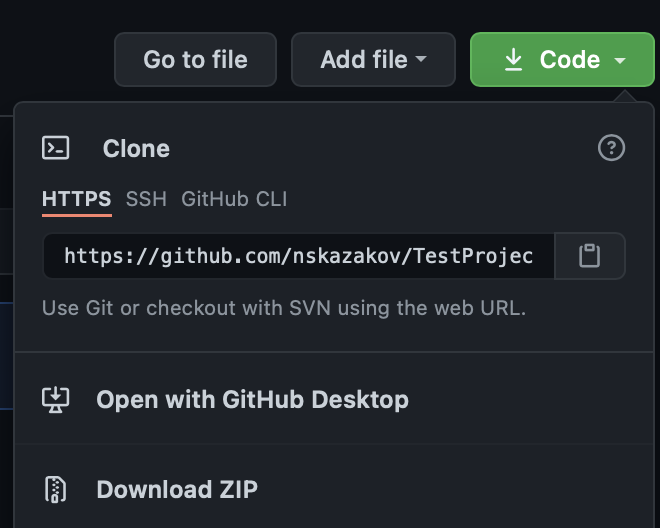 Go to file Add file Code
Clone
HTTPS SSH GitHub CLI
https://github.com/nskazakov/TestProjec
Use Git or checkout with SVN using the web URL.
Open with GitHub Desktop
Download ZIP